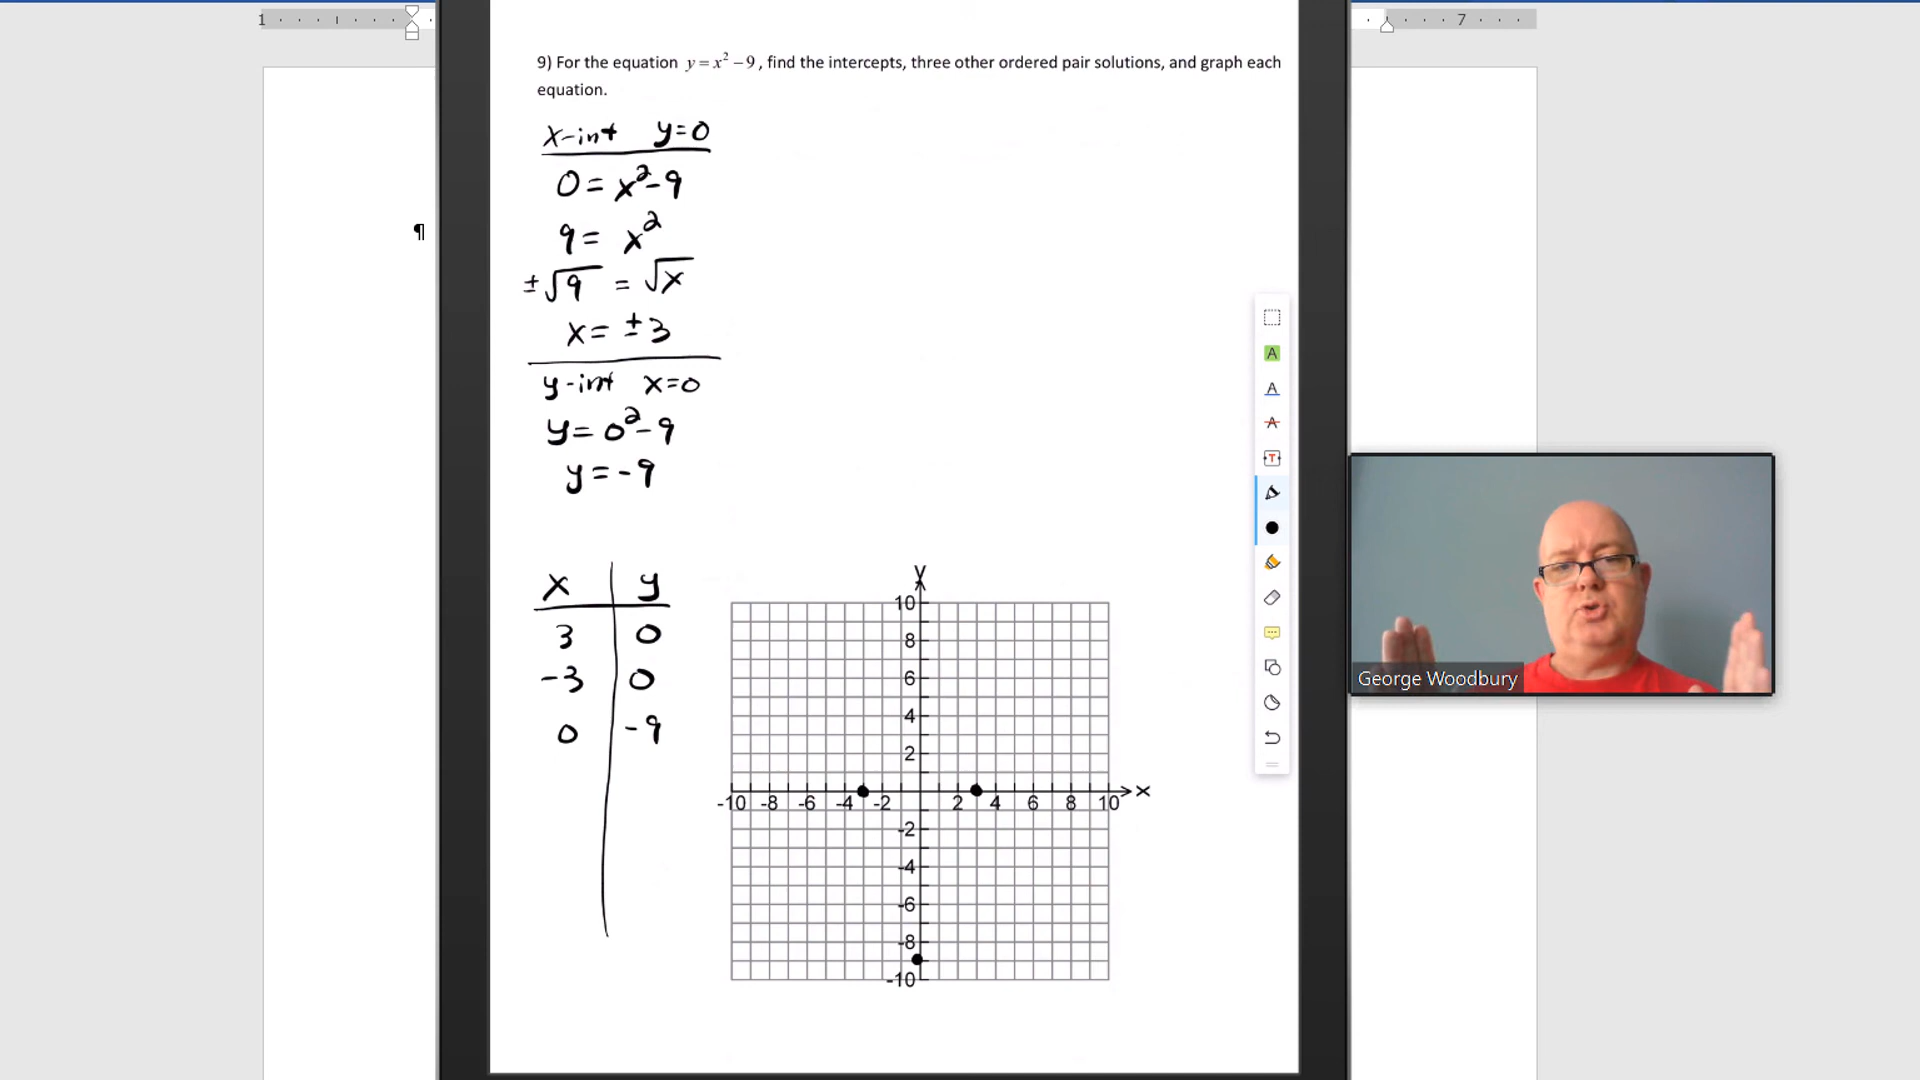 1
7
9) For the equation y = x² – 9, find the intercepts, three other ordered pair solutions, and graph each
equation.
x-int y=0
0 = x²-9
9 = x²
±√9 = √x
x = ±3
y-int x=0
y = 0²-9
y = -9
¶
A
A
A
T
x y
3 0
-3 0
0 -9
y
10
8
6
4
2
-10 -8 -6 -4 -2 2 4 6 8 10 x
-2
-4
-6
-8
-10
George Woodbury